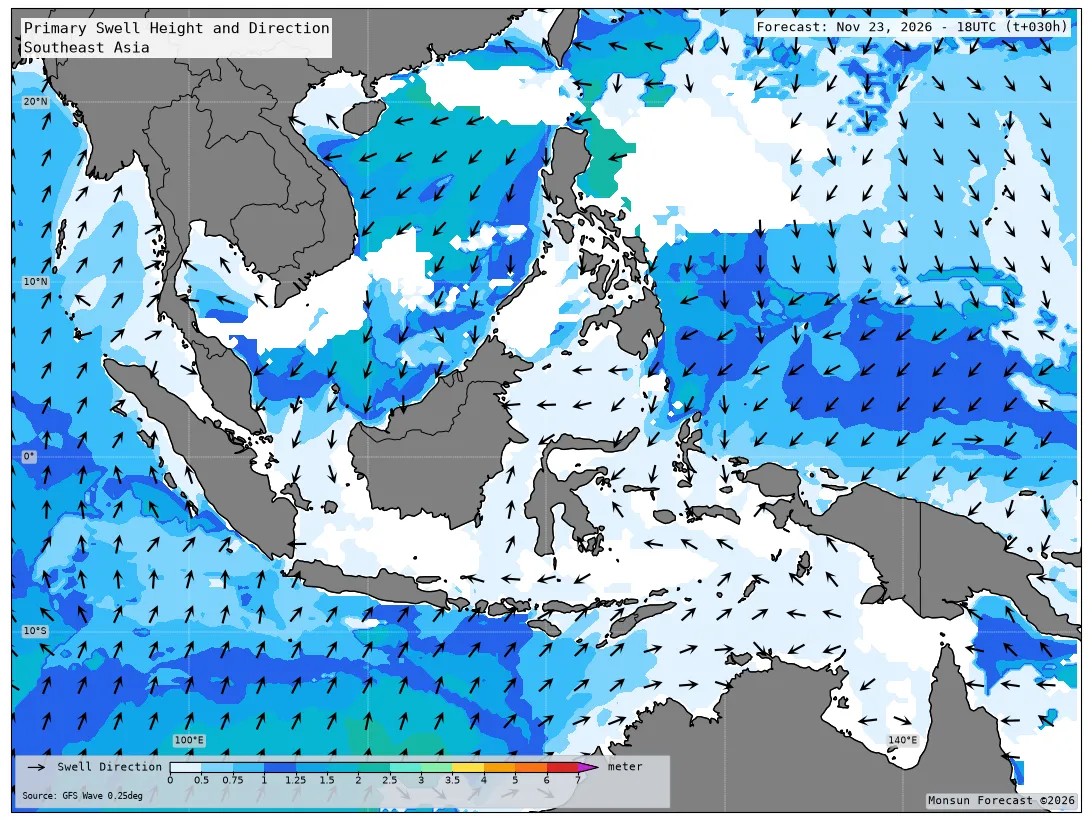 Primary Swell Height and Direction
Southeast Asia
Forecast: Nov 23, 2026 - 18UTC (t+030h)
20°N
10°N
0°
10°S
100°E
140°E
Swell Direction
0 0.5 0.75 1 1.25 1.5 2 2.5 3 3.5 4 5 6 7
meter
Source: GFS Wave 0.25deg
Monsun Forecast ©2026